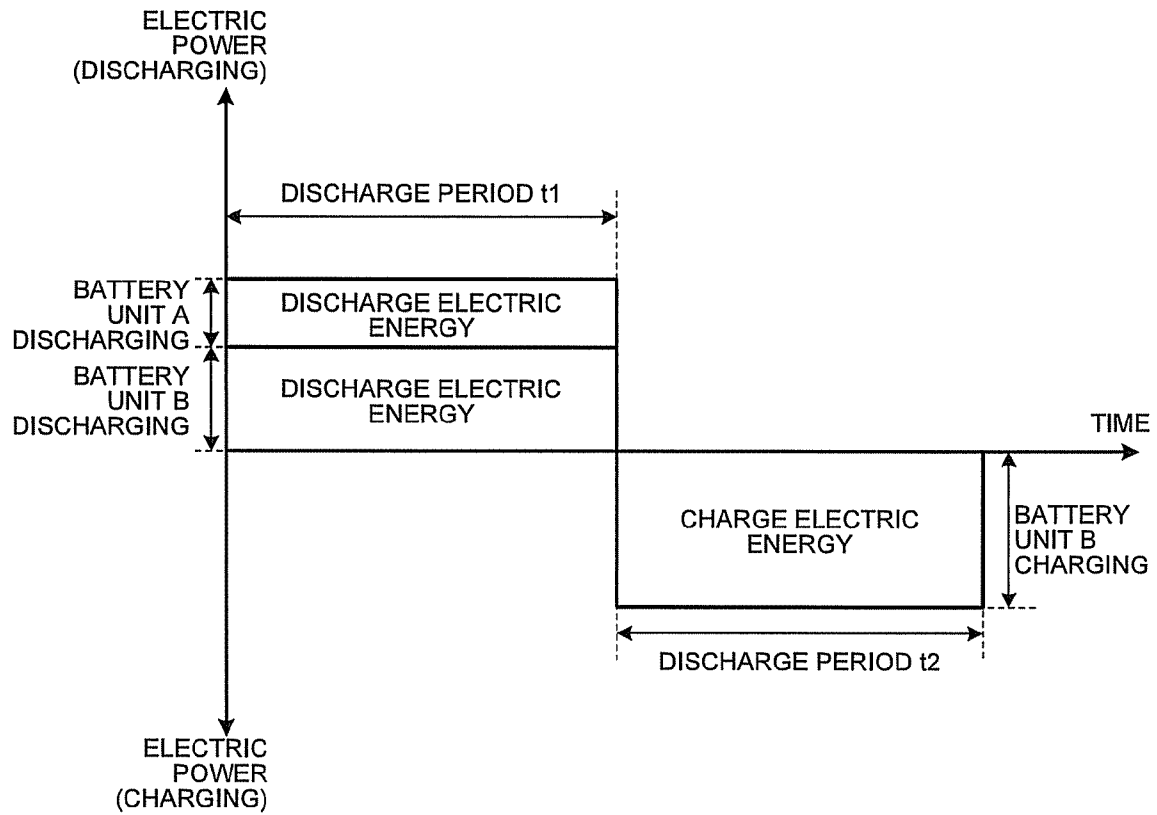 ELECTRIC
POWER
(DISCHARGING)
DISCHARGE PERIOD t1
BATTERY
UNIT A
DISCHARGING
DISCHARGE ELECTRIC
ENERGY
BATTERY
UNIT B
DISCHARGING
DISCHARGE ELECTRIC
ENERGY
TIME
CHARGE ELECTRIC
ENERGY
BATTERY
UNIT B
CHARGING
DISCHARGE PERIOD t2
ELECTRIC
POWER
(CHARGING)